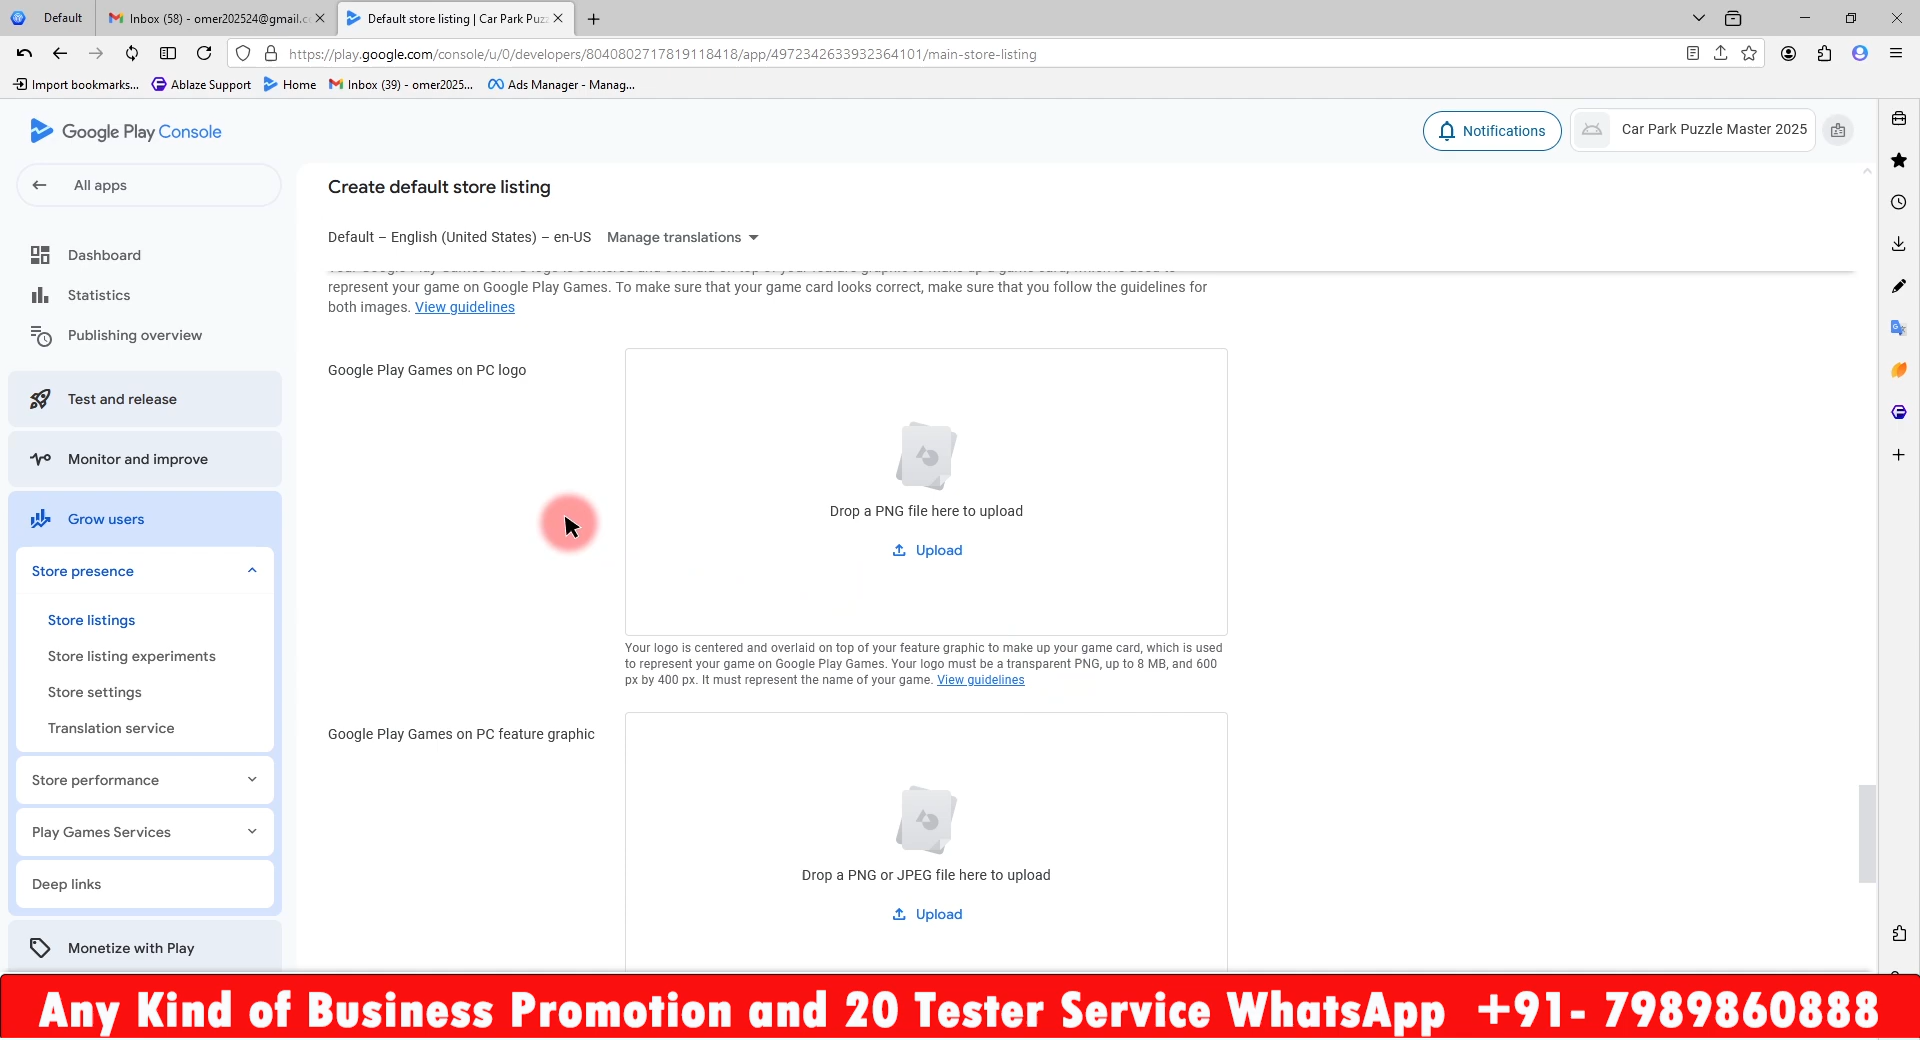 Default
Inbox (58) - omer202524@gmail.c
Default store listing | Car Park Puz
https://play.google.com/console/u/0/developers/8040802717819118418/app/4972342633932364101/main-store-listing
Import bookmarks...
Ablaze Support
Home
Inbox (39) - omer2025...
Ads Manager - Manag...
Google Play Console
Notifications
Car Park Puzzle Master 2025
All apps
Create default store listing
Default – English (United States) – en-US
Manage translations
Dashboard
Statistics
Publishing overview
Test and release
Monitor and improve
Grow users
Store presence
Store listings
Store listing experiments
Store settings
Translation service
Store performance
Play Games Services
Deep links
Monetize with Play
represent your game on Google Play Games. To make sure that your game card looks correct, make sure that you follow the guidelines for
both images. View guidelines
Google Play Games on PC logo
Drop a PNG file here to upload
Upload
Your logo is centered and overlaid on top of your feature graphic to make up your game card, which is used
to represent your game on Google Play Games. Your logo must be a transparent PNG, up to 8 MB, and 600
px by 400 px. It must represent the name of your game. View guidelines
Google Play Games on PC feature graphic
Drop a PNG or JPEG file here to upload
Upload
Any Kind of Business Promotion and 20 Tester Service WhatsApp +91- 7989860888